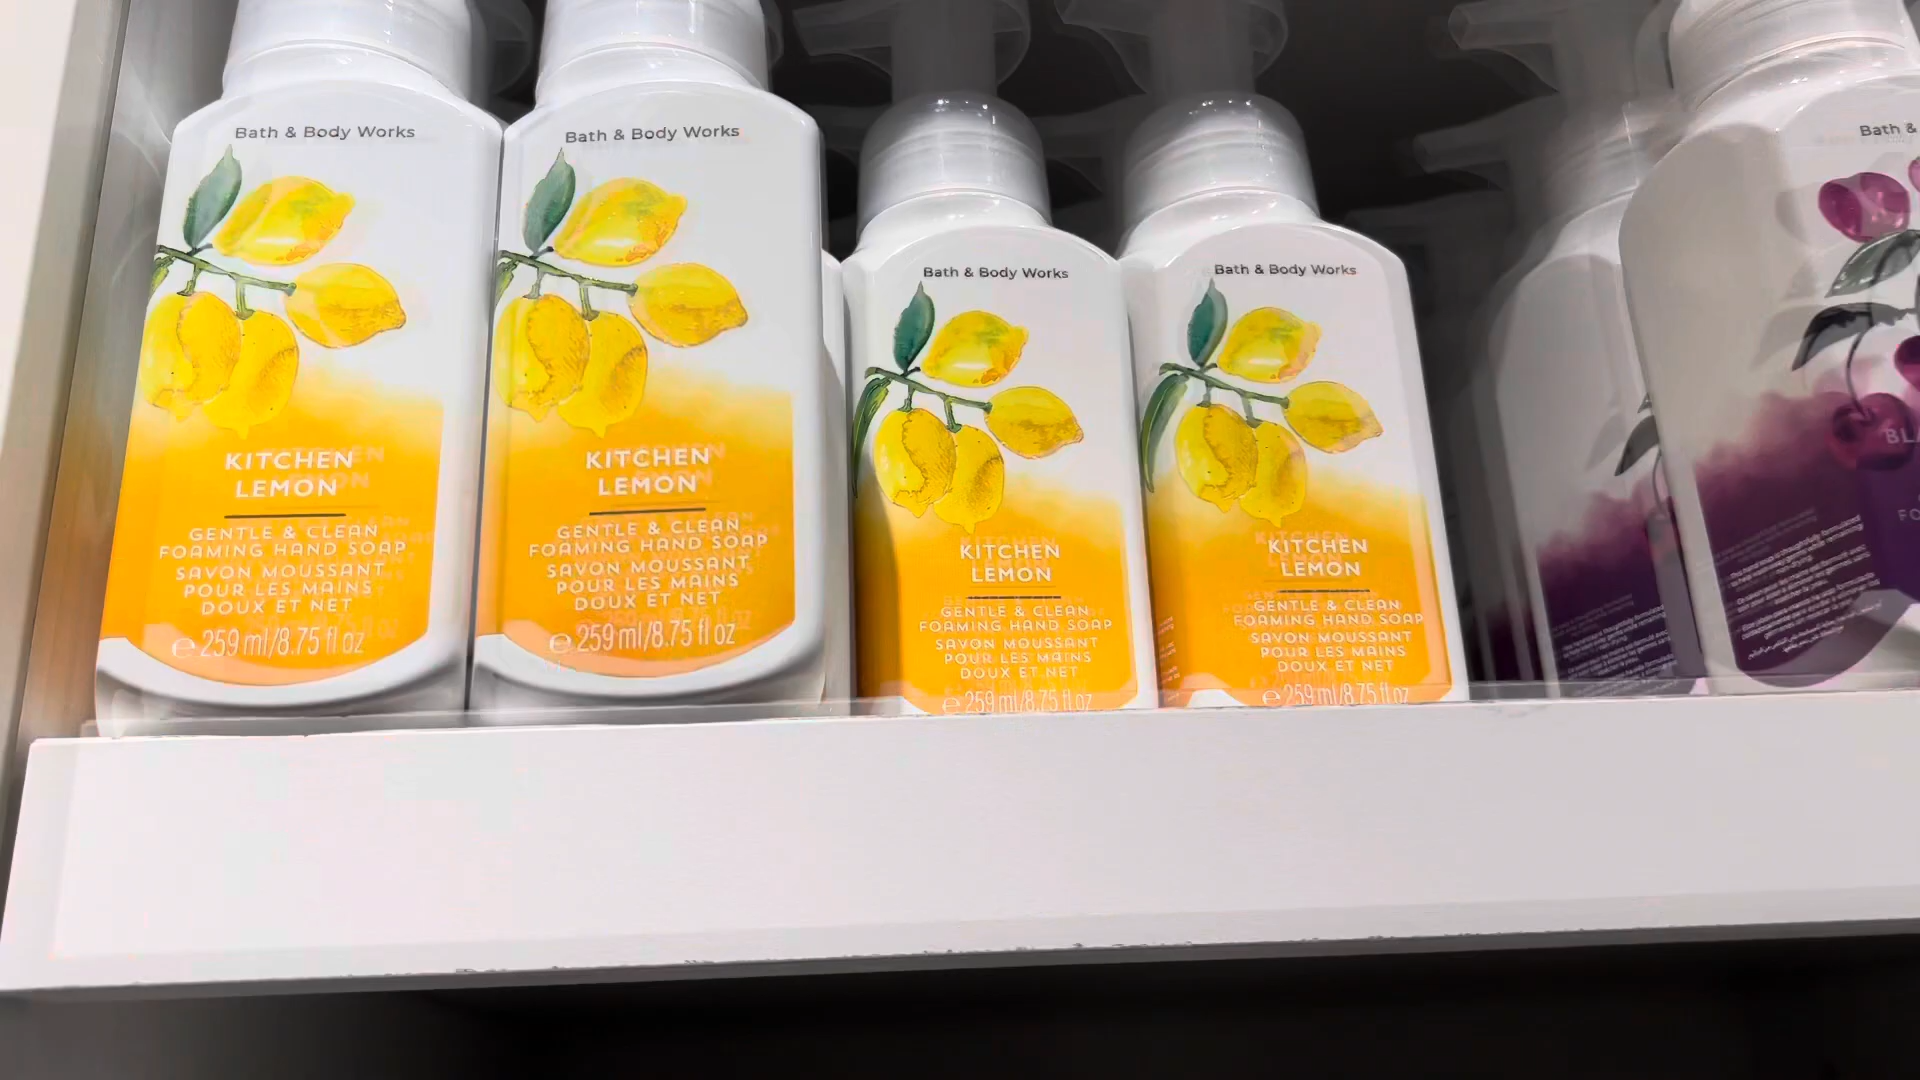 Bath & Body Works
KITCHEN
LEMON
GENTLE & CLEAN
FOAMING HAND SOAP
SAVON MOUSSANT
POUR LES MAINS
DOUX ET NET
℮ 259 ml/8.75 fl oz
Bath & Body Works
KITCHEN
LEMON
GENTLE & CLEAN
FOAMING HAND SOAP
SAVON MOUSSANT
POUR LES MAINS
DOUX ET NET
℮ 259 ml/8.75 fl oz
Bath & Body Works
KITCHEN
LEMON
GENTLE & CLEAN
FOAMING HAND SOAP
SAVON MOUSSANT
POUR LES MAINS
DOUX ET NET
℮ 259 ml/8.75 fl oz
Bath & Body Works
KITCHEN
LEMON
GENTLE & CLEAN
FOAMING HAND SOAP
SAVON MOUSSANT
POUR LES MAINS
DOUX ET NET
℮ 259 ml/8.75 fl oz
Bath &